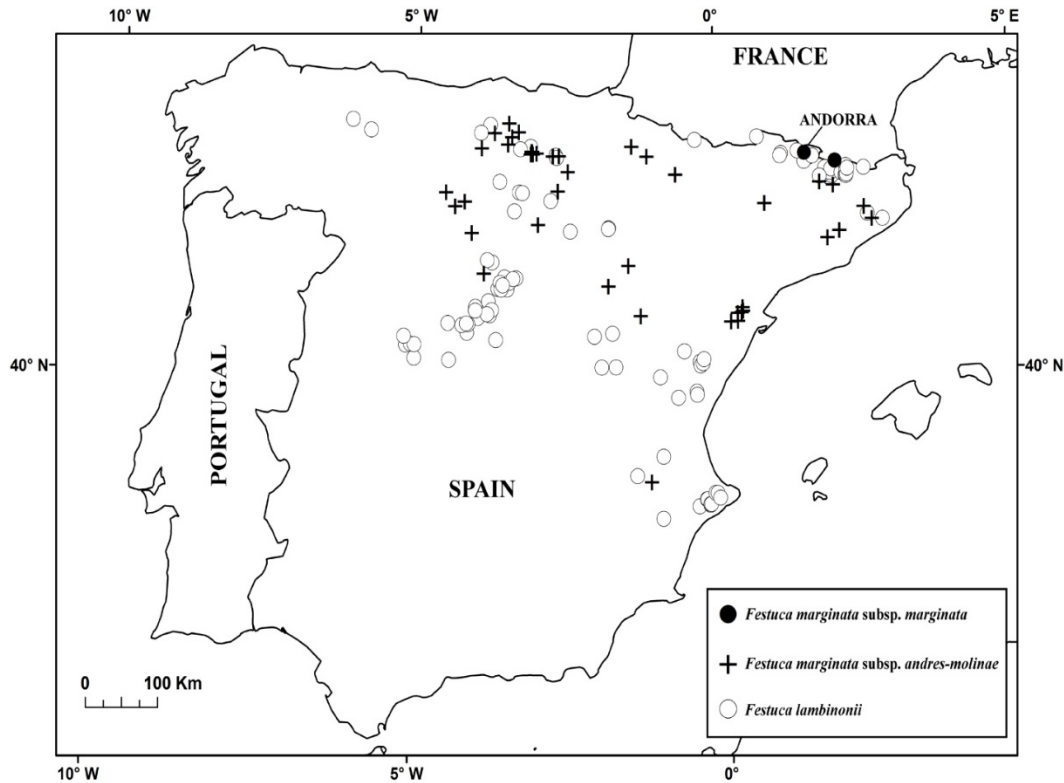 10° W 5° W 0° 5° E
FRANCE
ANDORRA
40° N 40° N
PORTUGAL
SPAIN
Festuca marginata subsp. marginata
Festuca marginata subsp. andres-molinae
Festuca lambinonii
0 100 Km
10° W 5° W 0°